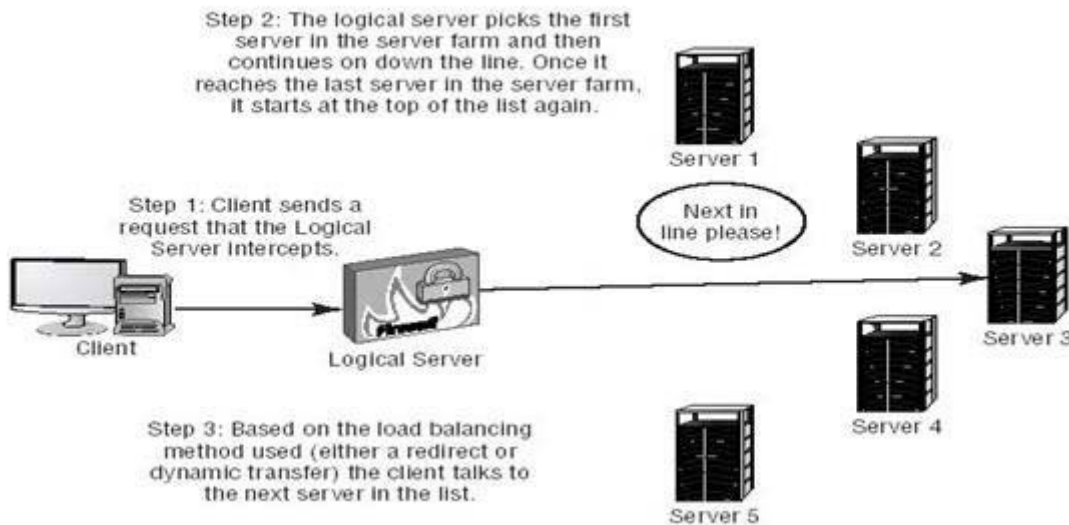 Step 2: The logical server picks the first
server in the server farm and then
continues on down the line. Once it
reaches the last server in the server farm,
it starts at the top of the list again.
Server 1
Step 1: Client sends a
request that the Logical
Server intercepts.
Next in
line please!
Server 2
Client
Firewall
Logical Server
Server 3
Server 4
Step 3: Based on the load balancing
method used (either a redirect or
dynamic transfer) the client talks to
the next server in the list.
Server 5